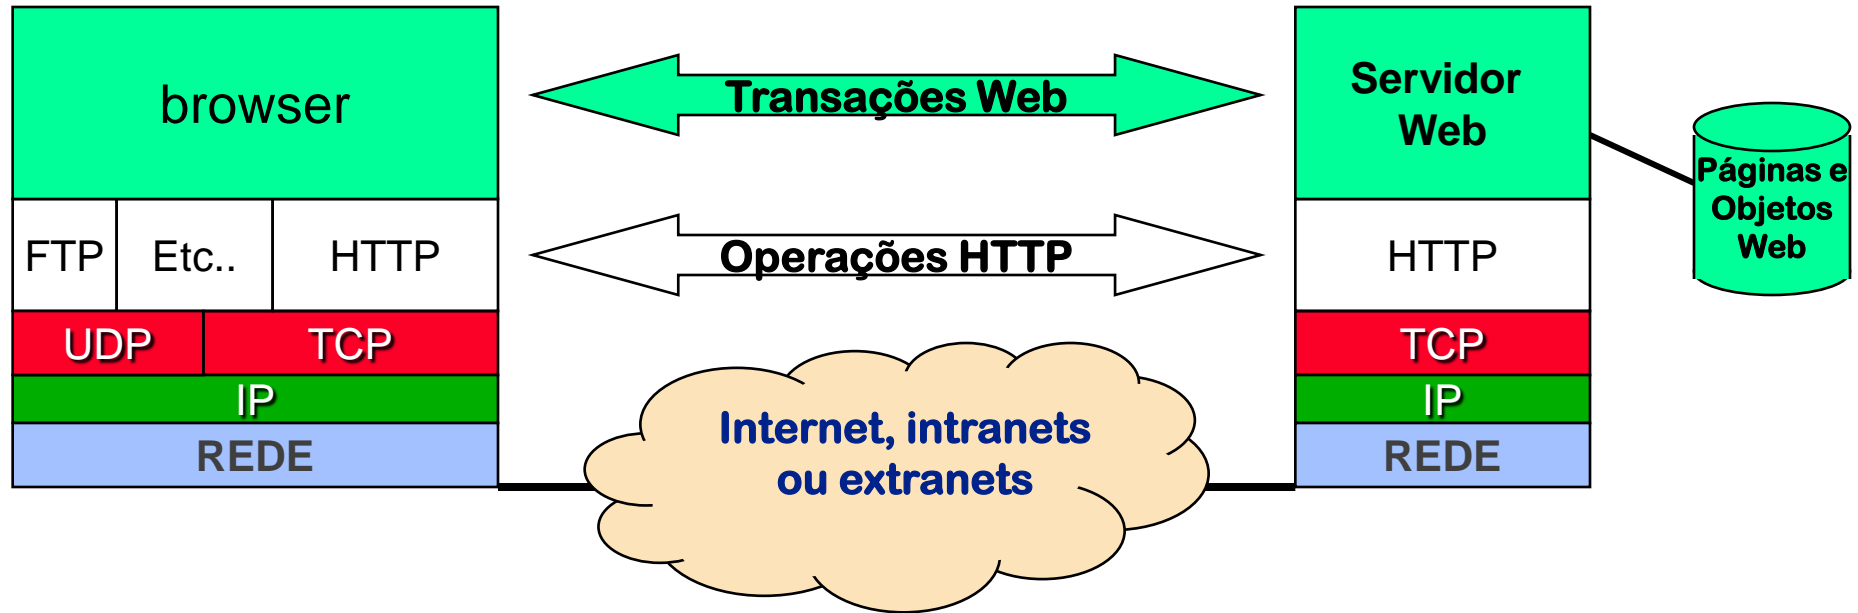 browser
FTP
Etc..
HTTP
UDP
TCP
IP
REDE
Transações Web
Operações HTTP
Internet, intranets
ou extranets
Servidor
Web
HTTP
TCP
IP
REDE
Páginas e
Objetos
Web